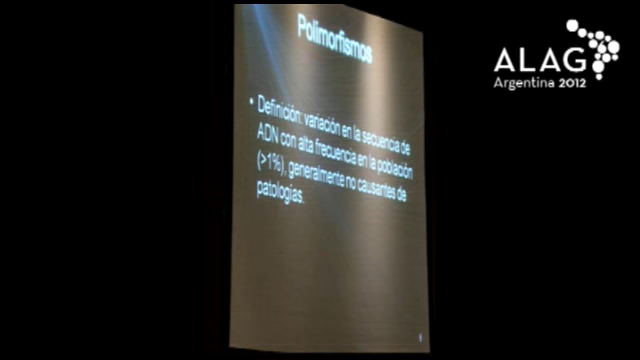 Polimorfismos
• Definición: variación en la secuencia de
ADN con alta frecuencia en la población
(>1%), generalmente no causantes de
patologías.
ALAG
Argentina 2012